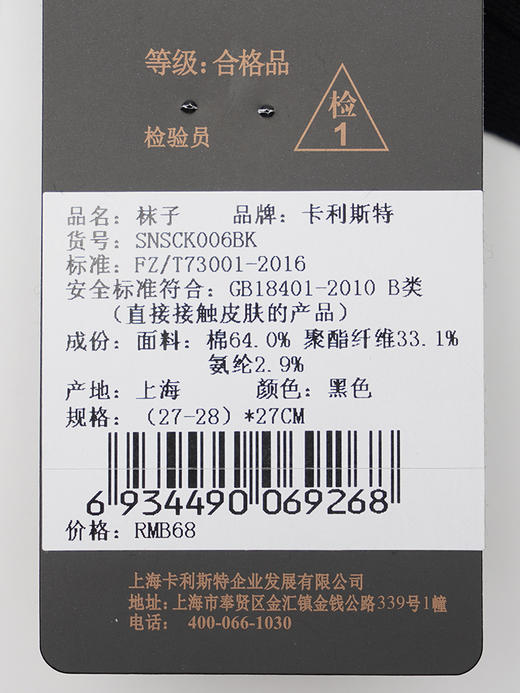 等级：合格品
检
1
检验员
品名：袜子 品牌：卡利斯特
货号：SNSCK006BK
标准：FZ/T73001-2016
安全标准符合：GB18401-2010 B类
（直接接触皮肤的产品）
成份：面料：棉64.0% 聚酯纤维33.1%
氨纶2.9%
产地：上海 颜色：黑色
规格：（27-28）*27CM
6 934490 069268
价格：RMB68
上海卡利斯特企业发展有限公司
地址：上海市奉贤区金汇镇金钱公路339号1幢
电话： 400-066-1030